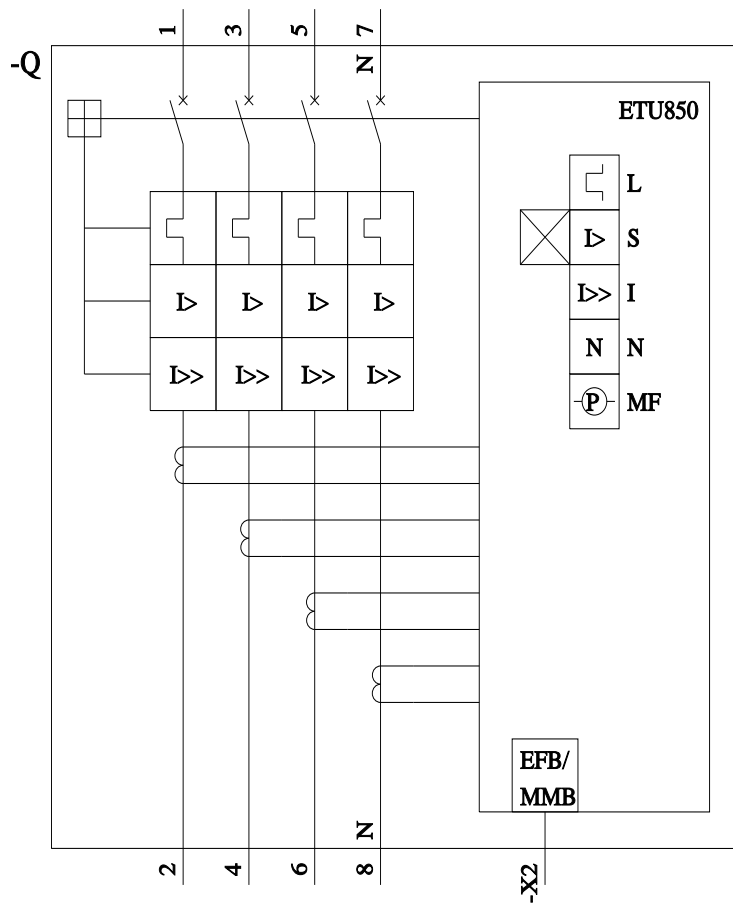 1 3 5 7
-Q
N
ETU850
L
I> I> I> I>
I> S
I>> I
I>> I>> I>> I>>
N N
P MF
EFB/
MMB
N
2 4 6 8
-X2